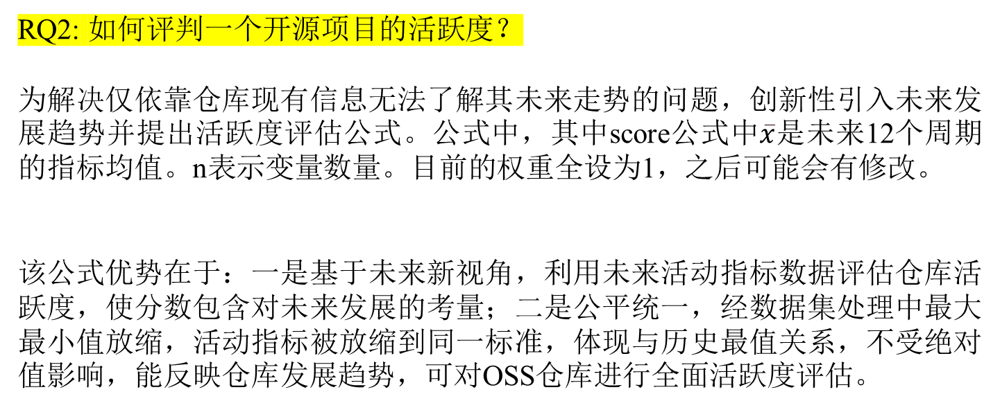 RQ2: 如何评判一个开源项目的活跃度？
为解决仅依靠仓库现有信息无法了解其未来走势的问题，创新性引入未来发
展趋势并提出活跃度评估公式。公式中，其中score公式中x̅是未来12个周期
的指标均值。n表示变量数量。目前的权重全设为1，之后可能会有修改。
该公式优势在于：一是基于未来新视角，利用未来活动指标数据评估仓库活
跃度，使分数包含对未来发展的考量；二是公平统一，经数据集处理中最大
最小值放缩，活动指标被放缩到同一标准，体现与历史最值关系，不受绝对
值影响，能反映仓库发展趋势，可对OSS仓库进行全面活跃度评估。